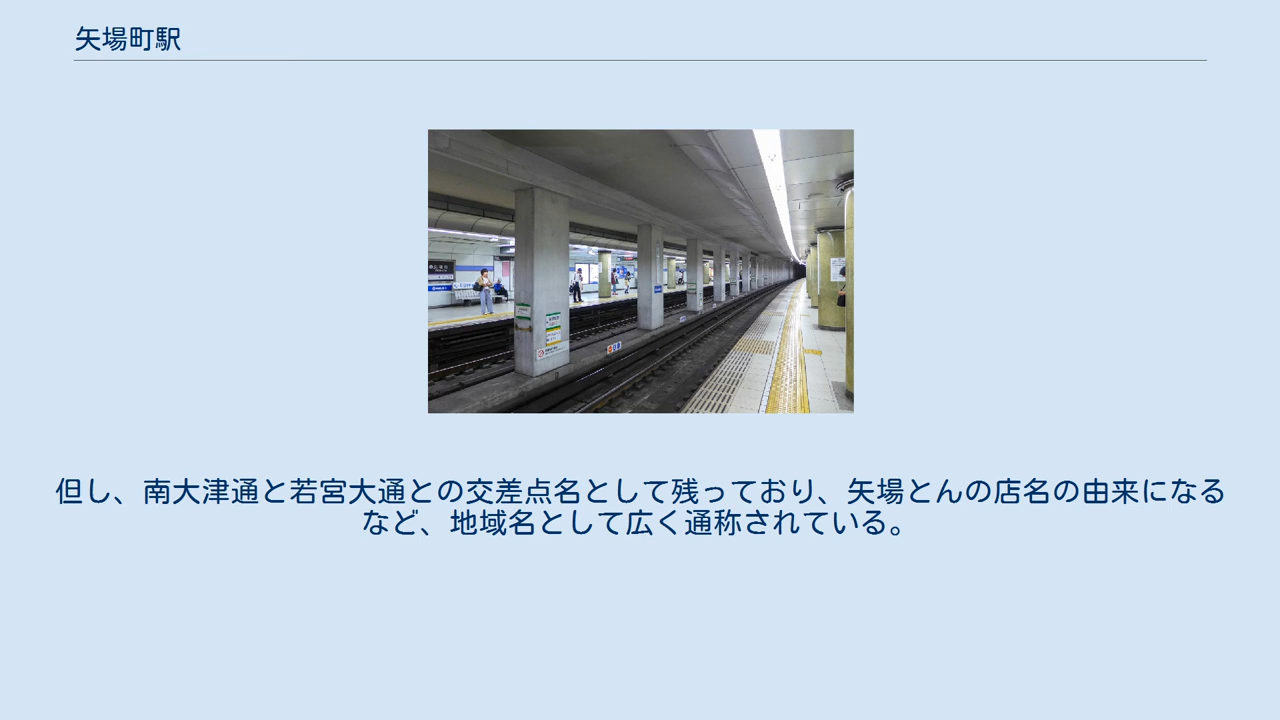 矢場町駅
但し、南大津通と若宮大通との交差点名として残っており、矢場とんの店名の由来になる
など、地域名として広く通称されている。